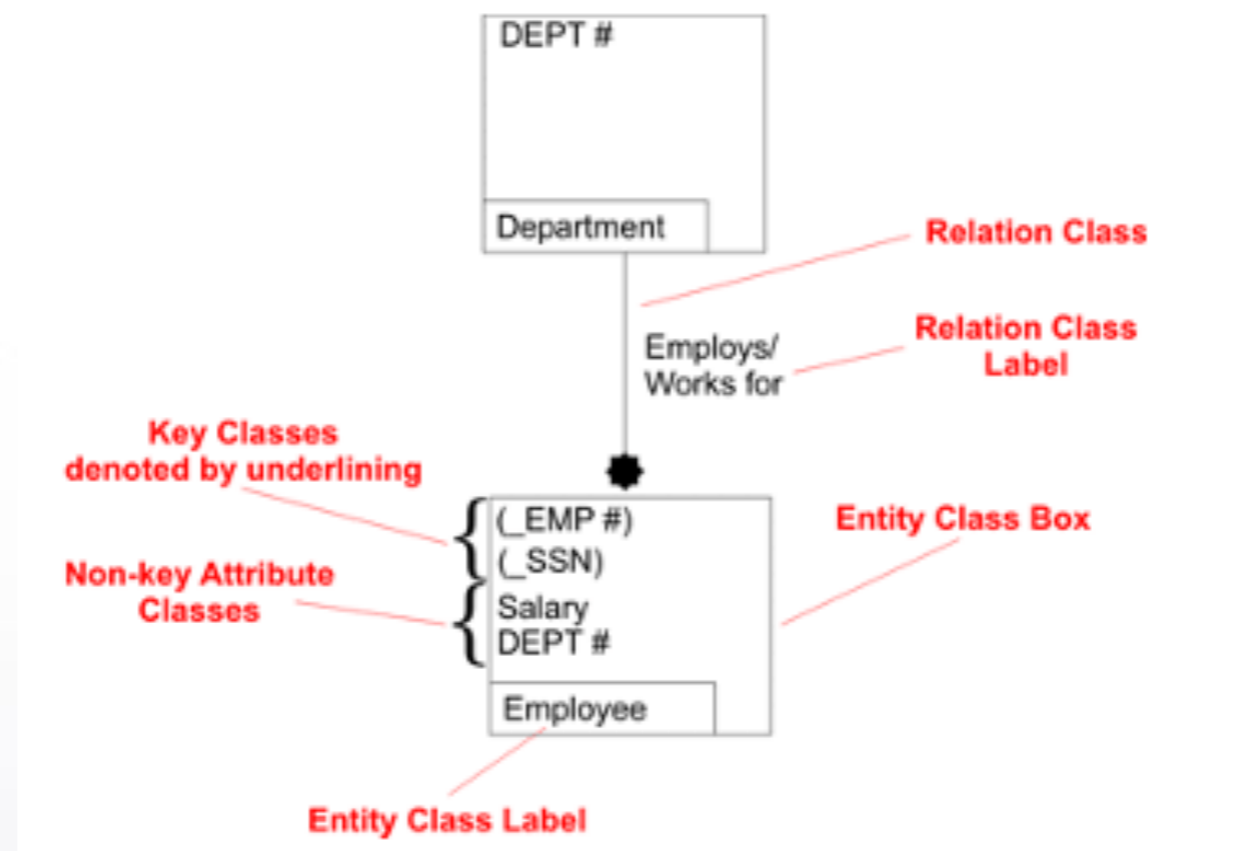 DEPT #
Department
Relation Class
Relation Class
Label
Employs/
Works for
Key Classes
denoted by underlining
(_EMP #)
(_SSN)
Entity Class Box
Non-key Attribute
Classes
Salary
DEPT #
Employee
Entity Class Label